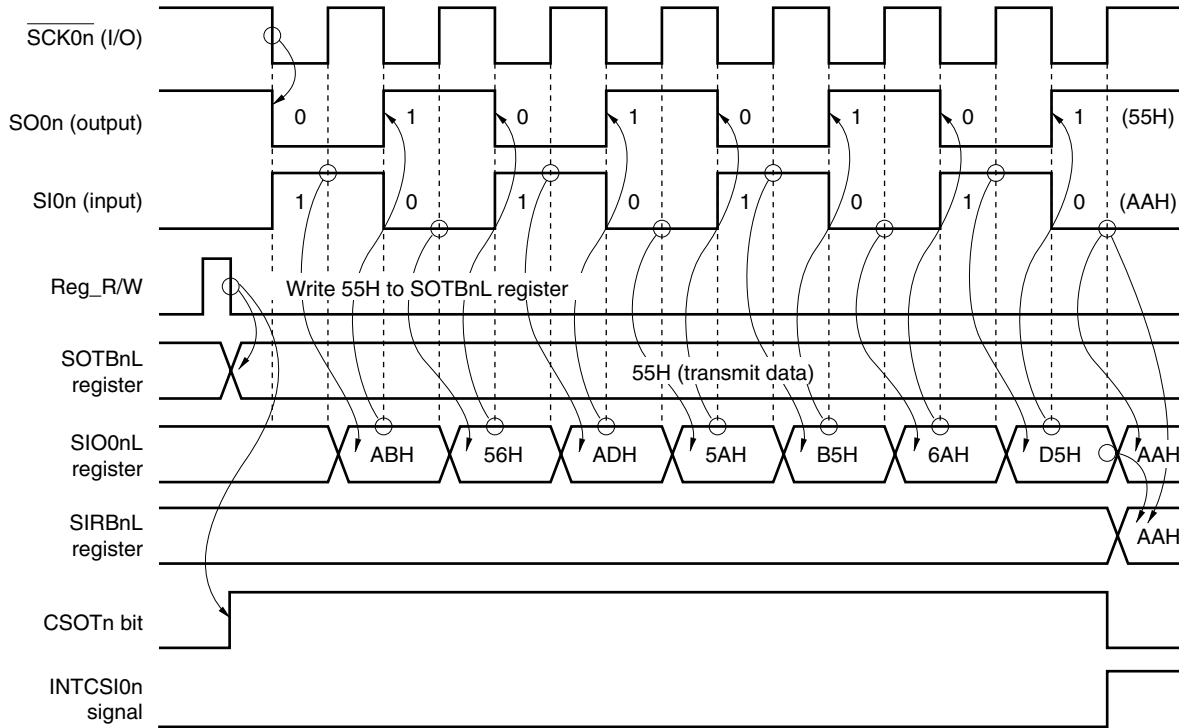 SCK0n (I/O)
SO0n (output) 0 1 0 1 0 1 0 1 (55H)
SI0n (input) 1 0 1 0 1 0 1 0 (AAH)
Reg_R/W Write 55H to SOTBnL register
SOTBnL
register
55H (transmit data)
SIO0nL
register
ABH 56H ADH 5AH B5H 6AH D5H AAH
SIRBnL
register
AAH
CSOTn bit
INTCSI0n
signal